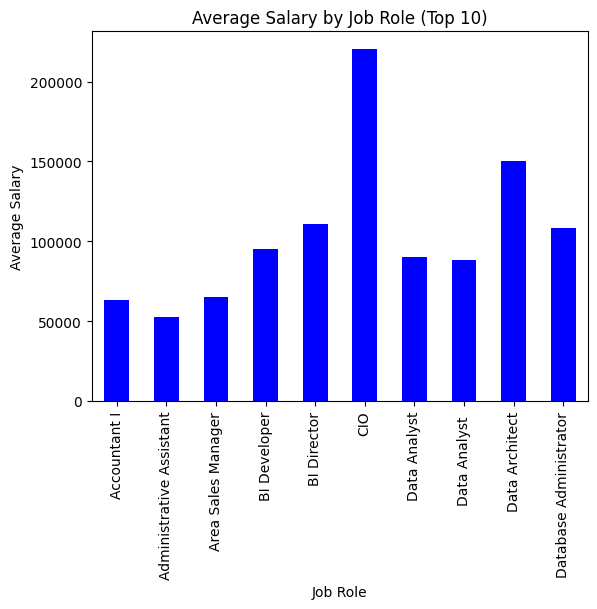 Average Salary by Job Role (Top 10)
Average Salary
200000
150000
100000
50000
0
Accountant I
Administrative Assistant
Area Sales Manager
BI Developer
BI Director
CIO
Data Analyst
Data Analyst
Data Architect
Database Administrator
Job Role